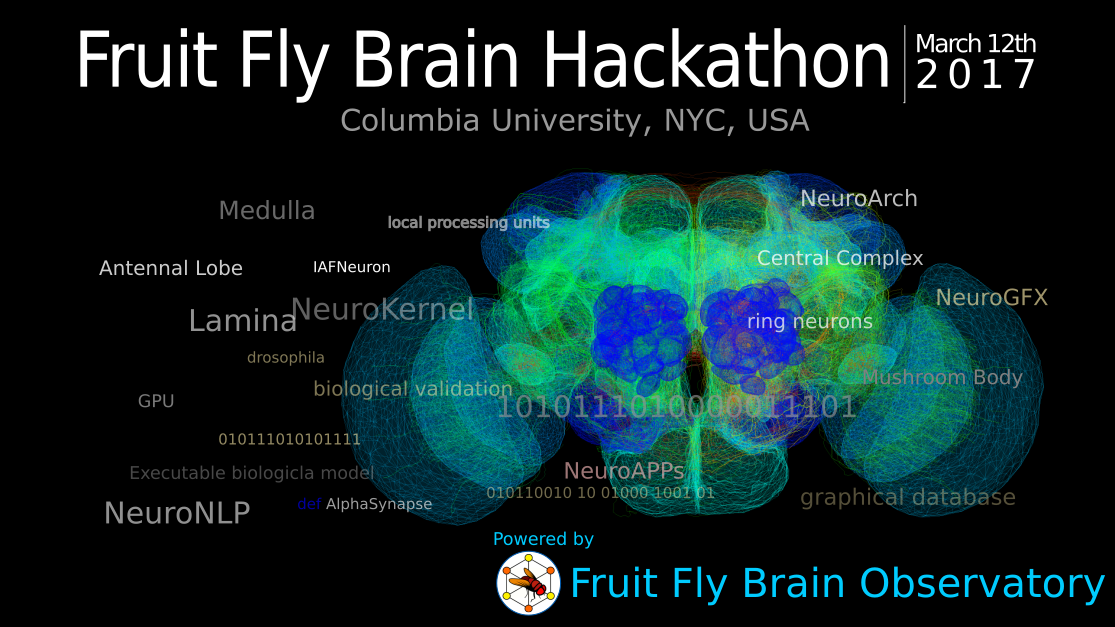 Fruit Fly Brain Hackathon
March 12th
2017
Columbia University, NYC, USA
NeuroArch
Medulla
local processing units
Central Complex
Antennal Lobe
IAFNeuron
NeuroGFX
NeuroKernel
Lamina
ring neurons
drosophila
Mushroom Body
biological validation
GPU
1010111010000011101
010111010101111
Executable biologicla model
NeuroAPPs
010110010 10 01000 1001 01
graphical database
NeuroNLP
def AlphaSynapse
Powered by
Fruit Fly Brain Observatory